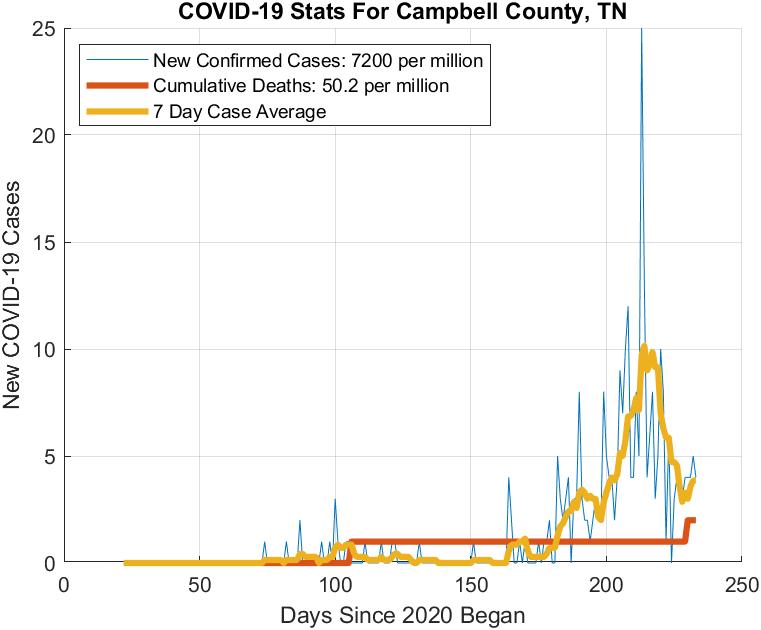 COVID-19 Stats For Campbell County, TN
25
New Confirmed Cases: 7200 per million
Cumulative Deaths: 50.2 per million
7 Day Case Average
20
15
10
5
0
New COVID-19 Cases
0 50 100 150 200 250
Days Since 2020 Began